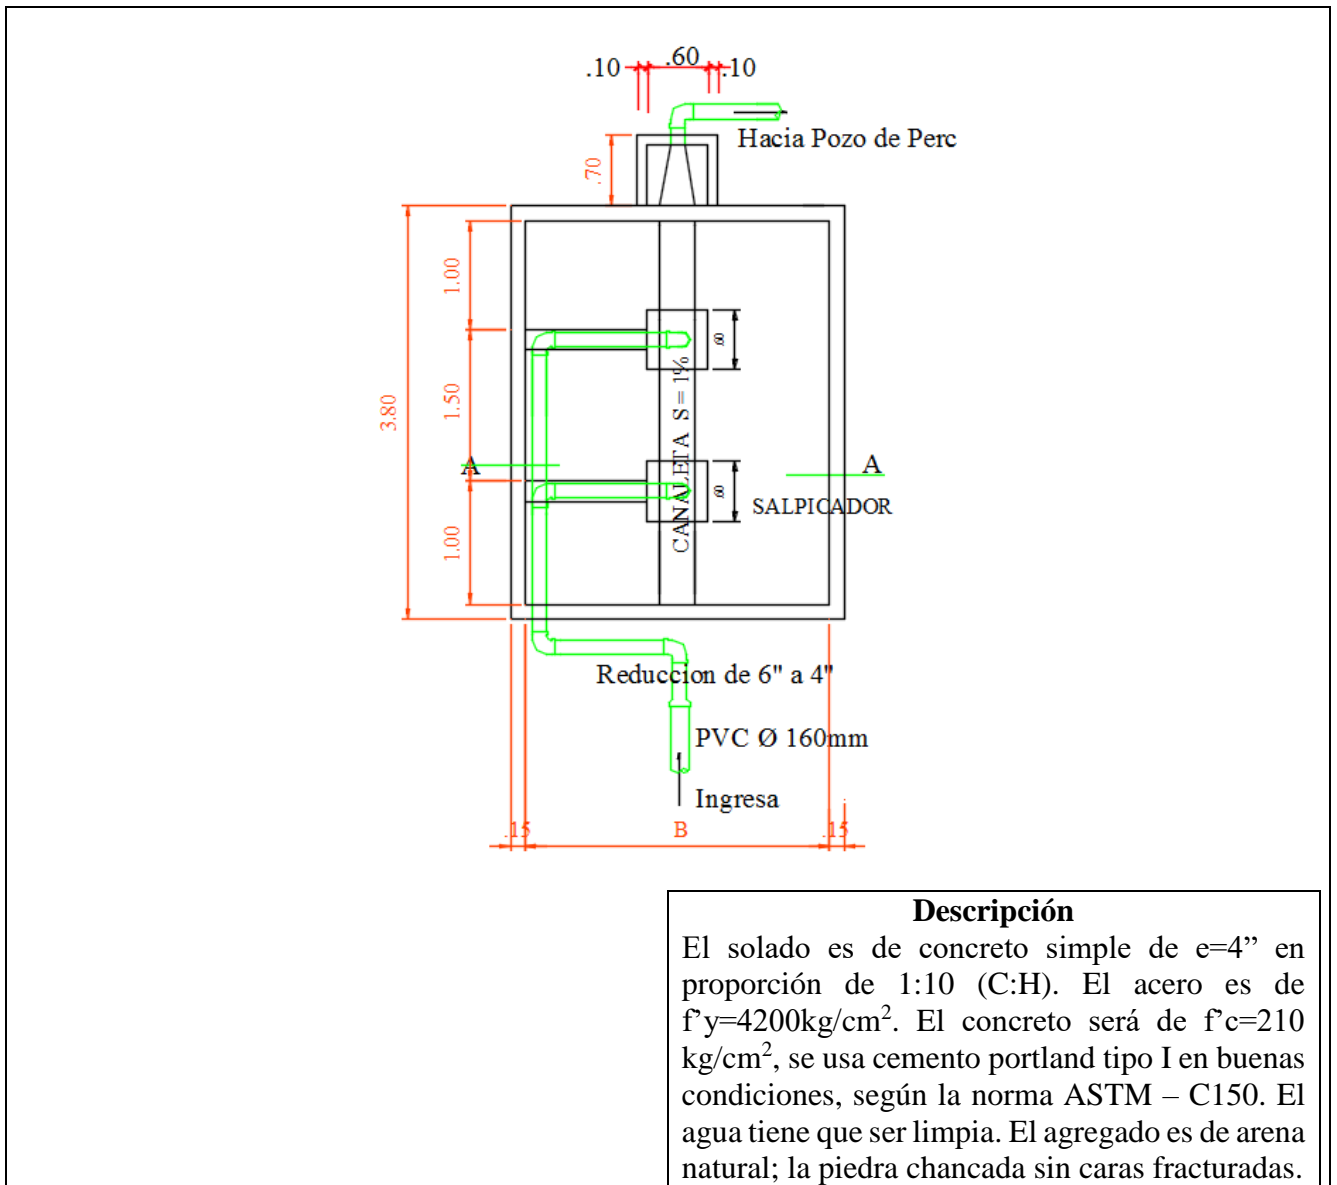 .10 .60 .10
Hacia Pozo de Perc
.70
1.00
.60
3.80
1.50
CANALETA S = 1%
A A
.60
SALPICADOR
1.00
Reduccion de 6" a 4"
PVC Ø 160mm
Ingresa
.15 B .15
Descripción
El solado es de concreto simple de e=4” en
proporción de 1:10 (C:H). El acero es de
f’y=4200kg/cm². El concreto será de f’c=210
kg/cm², se usa cemento portland tipo I en buenas
condiciones, según la norma ASTM – C150. El
agua tiene que ser limpia. El agregado es de arena
natural; la piedra chancada sin caras fracturadas.